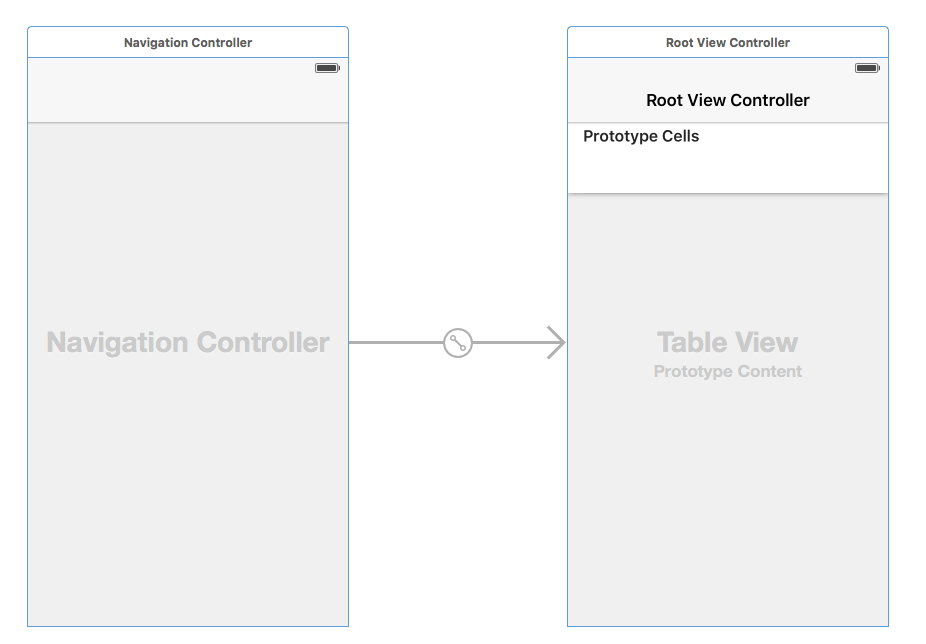 Navigation Controller
Navigation Controller
Root View Controller
Root View Controller
Prototype Cells
Table View
Prototype Content